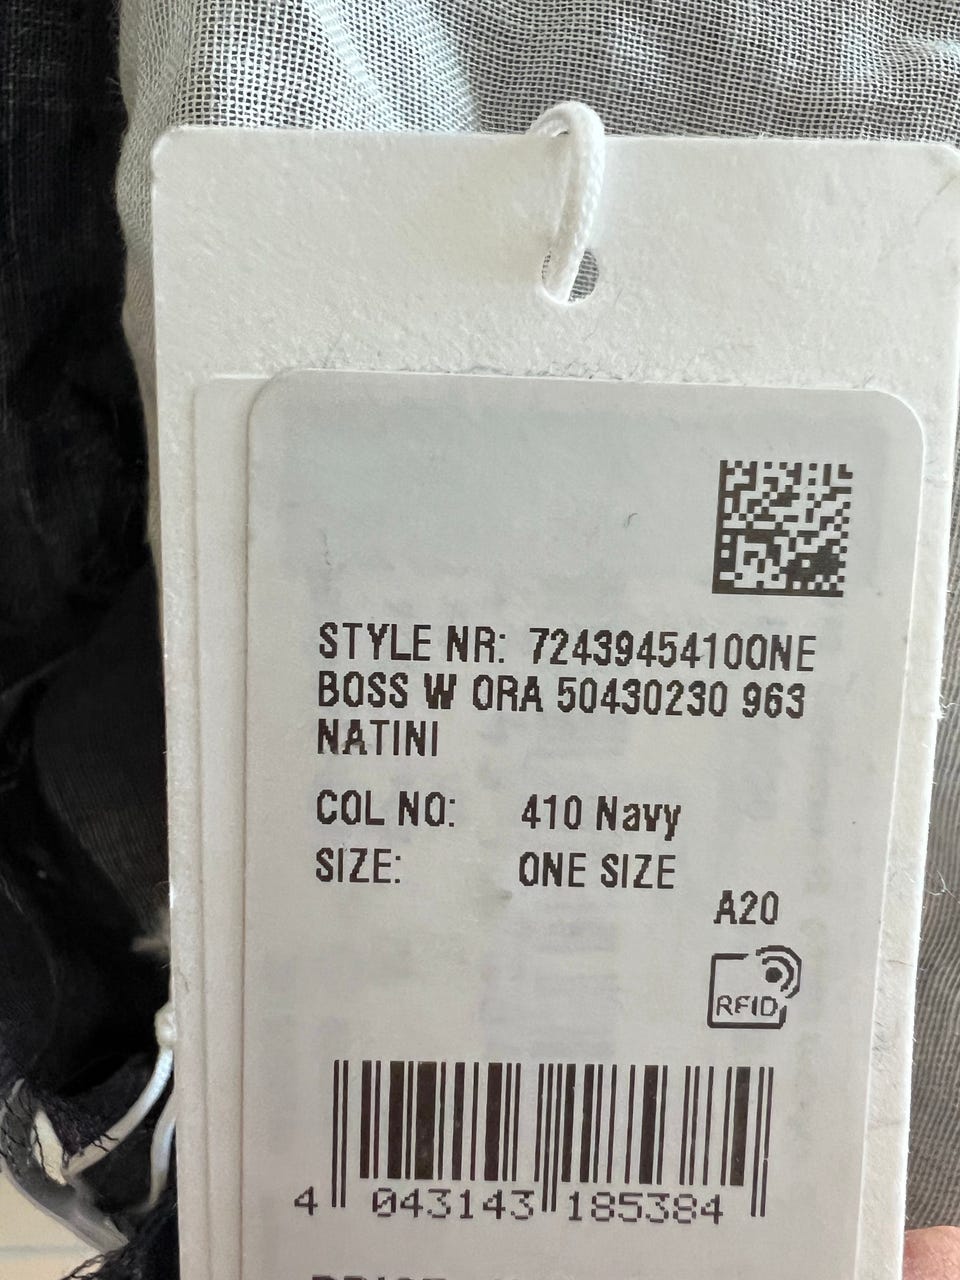 STYLE NR: 72439454100NE
BOSS W ORA 50430230 963
NATINI
COL NO: 410 Navy
SIZE: ONE SIZE
A20
RFID
4 043143 185384